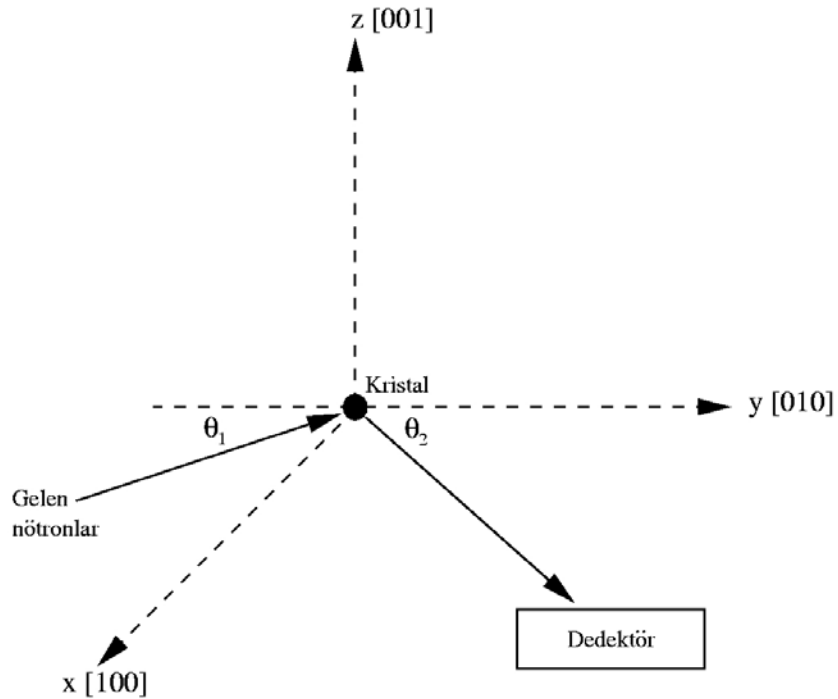 z [001]
Kristal
y [010]
θ₁
θ₂
Gelen
nötronlar
Dedektör
x [100]